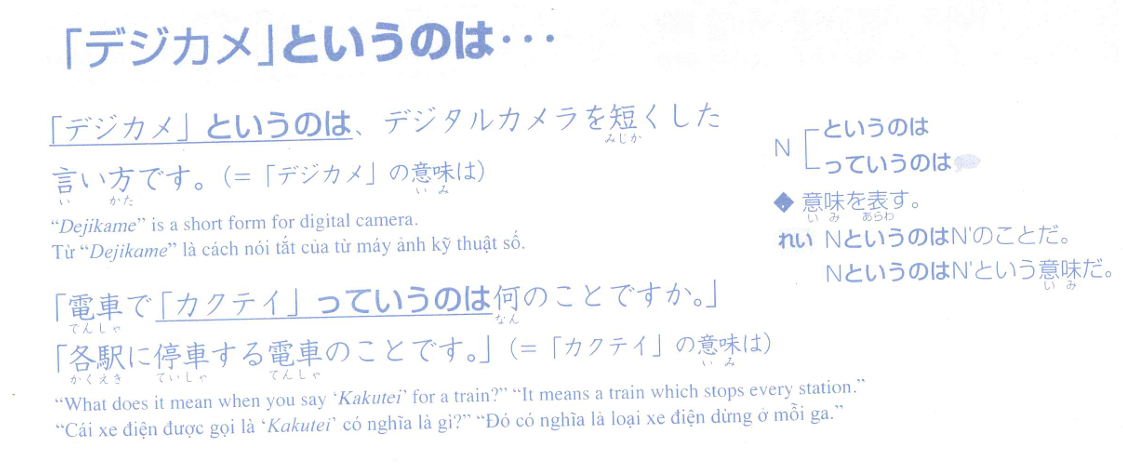 「デジカメ」というのは・・・
「デジカメ」というのは、デジタルカメラを短くした
みじか
言い方です。(=「デジカメ」の意味は)
い かた い み
“Dejikame” is a short form for digital camera.
Từ “Dejikame” là cách nói tắt của từ máy ảnh kỹ thuật số.
「電車で「カクテイ」っていうのは何のことですか。」
でんしゃ なん
「各駅に停車する電車のことです。」(=「カクテイ」の意味は)
かくえき ていしゃ でんしゃ い み
“What does it mean when you say ‘Kakutei’ for a train?” “It means a train which stops every station.”
“Cái xe điện được gọi là ‘Kakutei’ có nghĩa là gì?” “Đó có nghĩa là loại xe điện dừng ở mỗi ga.”
というのは
N
っていうのは
◆ 意味を表す。
い み あらわ
れい NというのはN'のことだ。
NというのはN'という意味だ。
い み